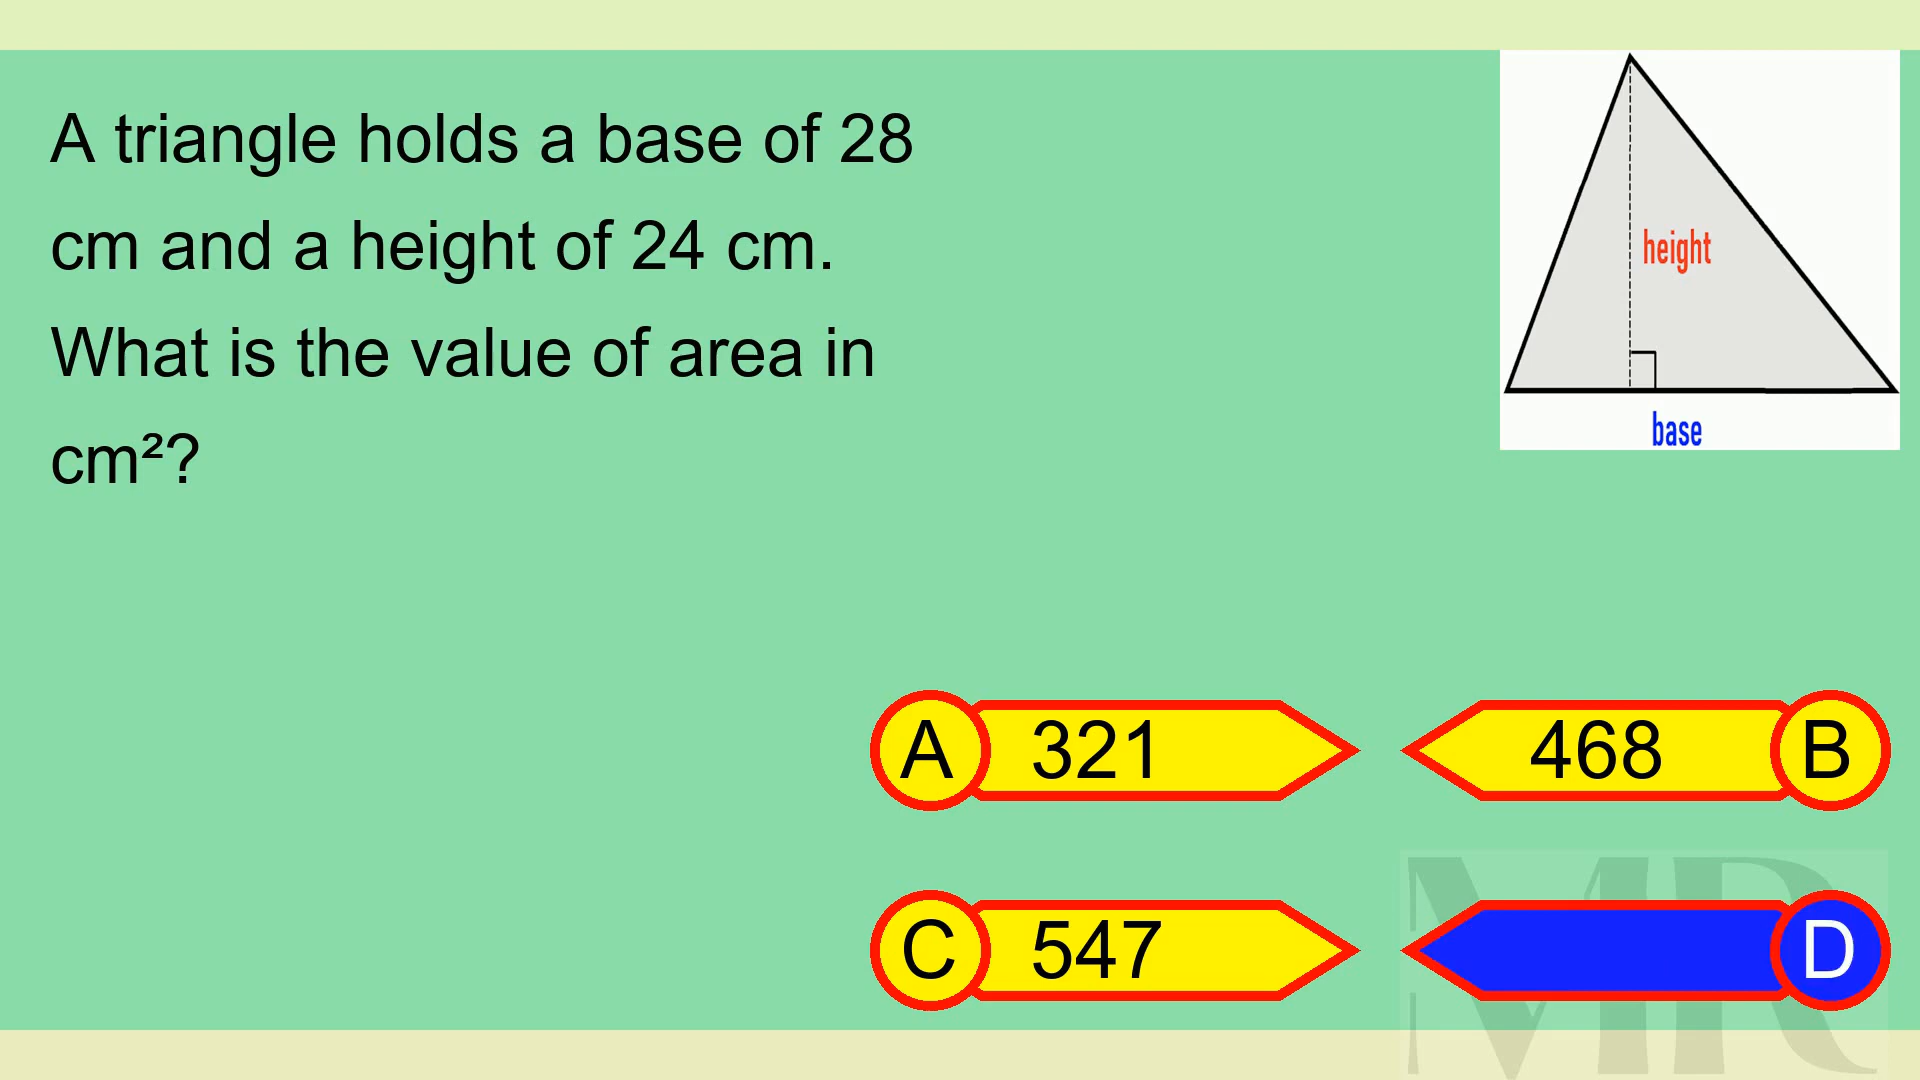 A triangle holds a base of 28
cm and a height of 24 cm.
What is the value of area in
cm²?
height
base
A 321
468 B
C 547
D
MR